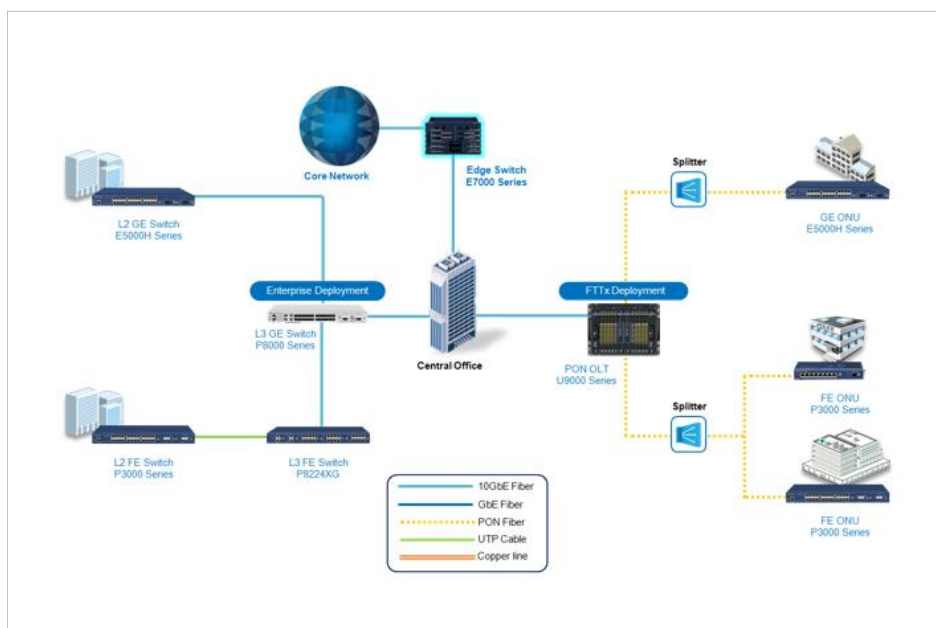 Core Network
Edge Switch
E7000 Series
Splitter
L2 GE Switch
E5000H Series
GE ONU
E5000H Series
Enterprise Deployment
FTTx Deployment
L3 GE Switch
P8000 Series
Central Office
PON OLT
U9000 Series
FE ONU
P3000 Series
Splitter
L2 FE Switch
P3000 Series
L3 FE Switch
P8224XG
FE ONU
P3000 Series
10GbE Fiber
GbE Fiber
PON Fiber
UTP Cable
Copper line